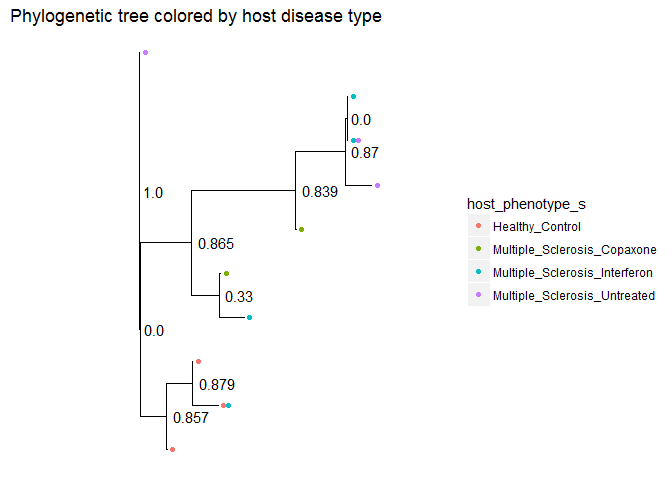 Phylogenetic tree colored by host disease type
0.0
0.87
1.0
0.839
0.865
0.33
0.0
0.879
0.857
host_phenotype_s
Healthy_Control
Multiple_Sclerosis_Copaxone
Multiple_Sclerosis_Interferon
Multiple_Sclerosis_Untreated